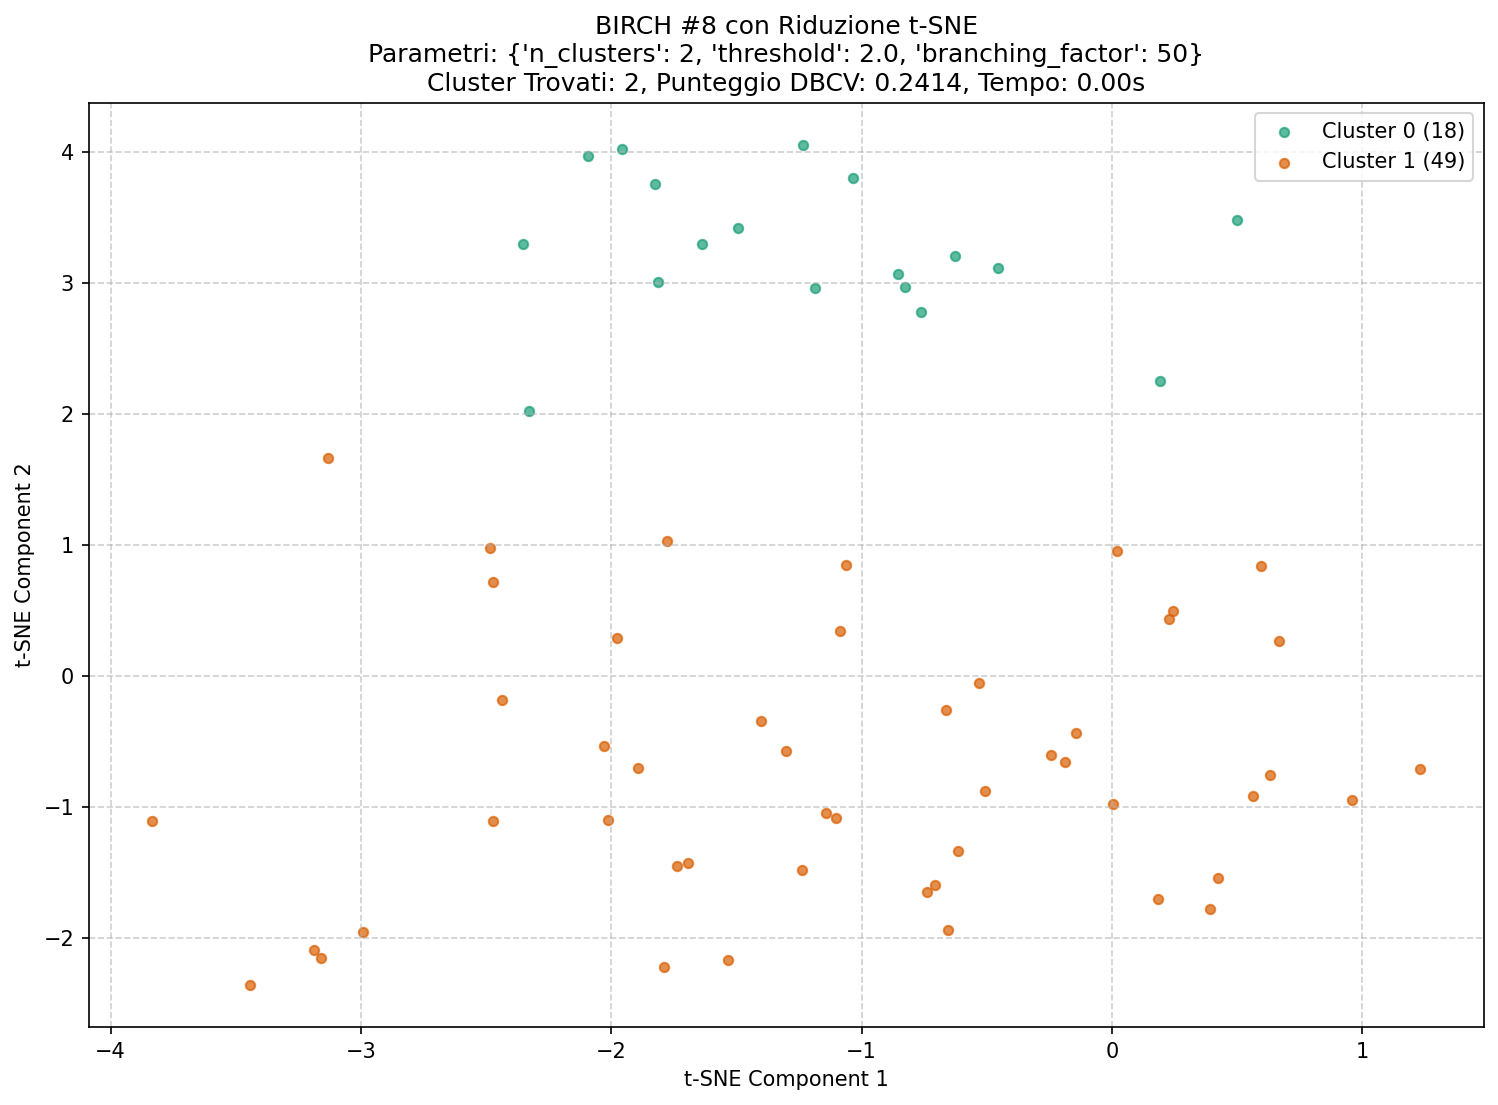 BIRCH #8 con Riduzione t-SNE
Parametri: {'n_clusters': 2, 'threshold': 2.0, 'branching_factor': 50}
Cluster Trovati: 2, Punteggio DBCV: 0.2414, Tempo: 0.00s
Cluster 0 (18)
Cluster 1 (49)
4
3
2
1
0
−1
−2
t-SNE Component 2
−4
−3
−2
−1
0
1
t-SNE Component 1